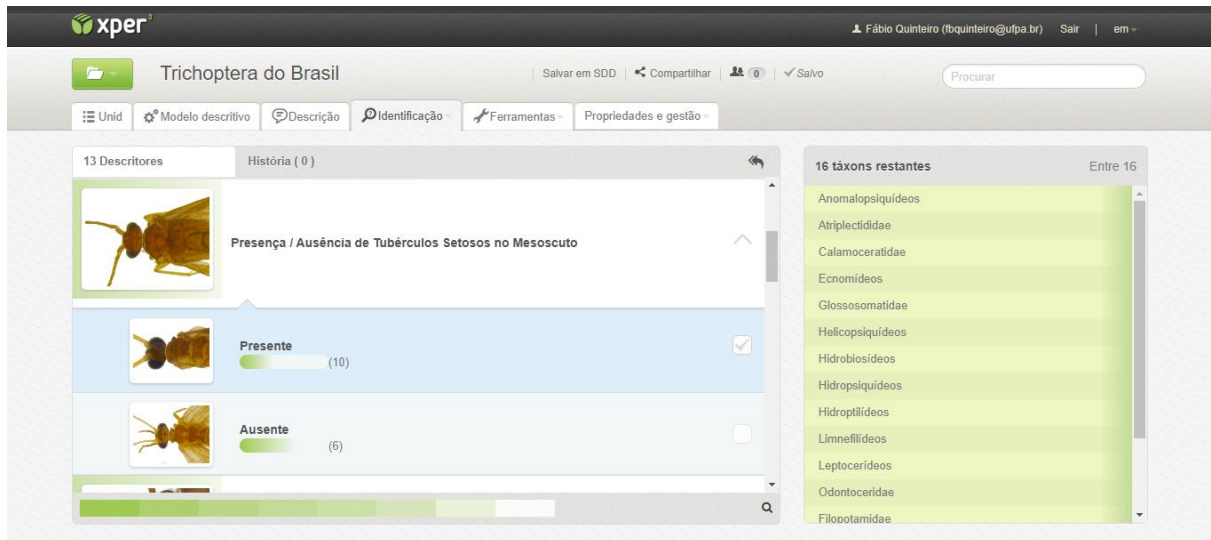 xper³
Fábio Quinteiro (fbquinteiro@ufpa.br) Sair | em
Trichoptera do Brasil
Salvar em SDD | Compartilhar | 0 | Salvo
Procurar
Unid
Modelo descritivo
Descrição
Identificação
Ferramentas
Propriedades e gestão
13 Descritores
História ( 0 )
Presença / Ausência de Tubérculos Setosos no Mesoscuto
Presente
(10)
Ausente
(6)
16 táxons restantes
Entre 16
Anomalopsiquídeos
Atriplectididae
Calamoceratidae
Ecnomídeos
Glossosomatidae
Helicopsiquídeos
Hidrobiosídeos
Hidropsiquídeos
Hidroptilídeos
Limnefilídeos
Leptocerídeos
Odontoceridae
Filopotamidae